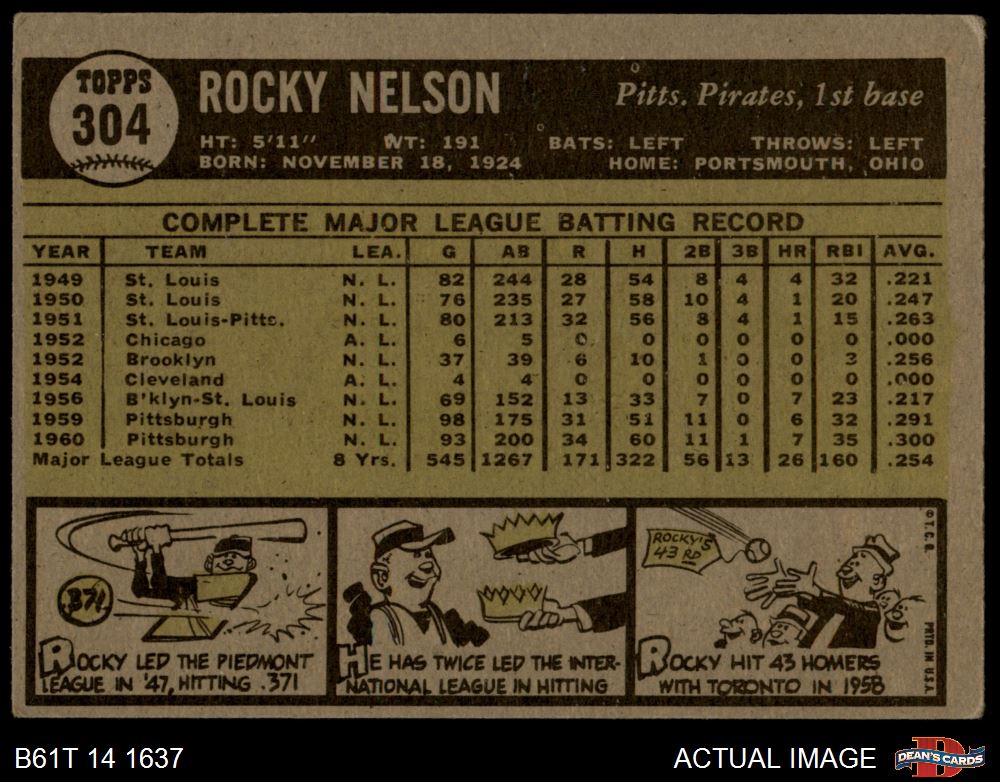 TOPPS
304
ROCKY NELSON
Pitts. Pirates, 1st base
HT: 5'11" WT: 191 BATS: LEFT THROWS: LEFT
BORN: NOVEMBER 18, 1924 HOME: PORTSMOUTH, OHIO
COMPLETE MAJOR LEAGUE BATTING RECORD
YEAR TEAM LEA. G AB R H 2B 3B HR RBI AVG.
1949 St. Louis N. L. 82 244 28 54 8 4 4 32 .221
1950 St. Louis N. L. 76 235 27 58 10 4 1 20 .247
1951 St. Louis-Pitts. N. L. 80 213 32 56 8 4 1 15 .263
1952 Chicago A. L. 6 5 0 0 0 0 0 0 .000
1952 Brooklyn N. L. 37 39 6 10 1 0 0 3 .256
1954 Cleveland A. L. 4 4 0 0 0 0 0 0 .000
1956 B'klyn-St. Louis N. L. 69 152 13 33 7 0 7 23 .217
1959 Pittsburgh N. L. 98 175 31 51 11 0 6 32 .291
1960 Pittsburgh N. L. 93 200 34 60 11 1 7 35 .300
Major League Totals 8 Yrs. 545 1267 171 322 56 13 26 160 .254
.371
ROCKY LED THE PIEDMONT
LEAGUE IN '47, HITTING .371
HE HAS TWICE LED THE INTER-
NATIONAL LEAGUE IN HITTING
ROCKY'S
43 RD
ROCKY HIT 43 HOMERS
WITH TORONTO IN 1958
© T. C. G. PRTD. IN U.S.A.
B61T 14 1637
ACTUAL IMAGE
D
DEAN'S CARDS